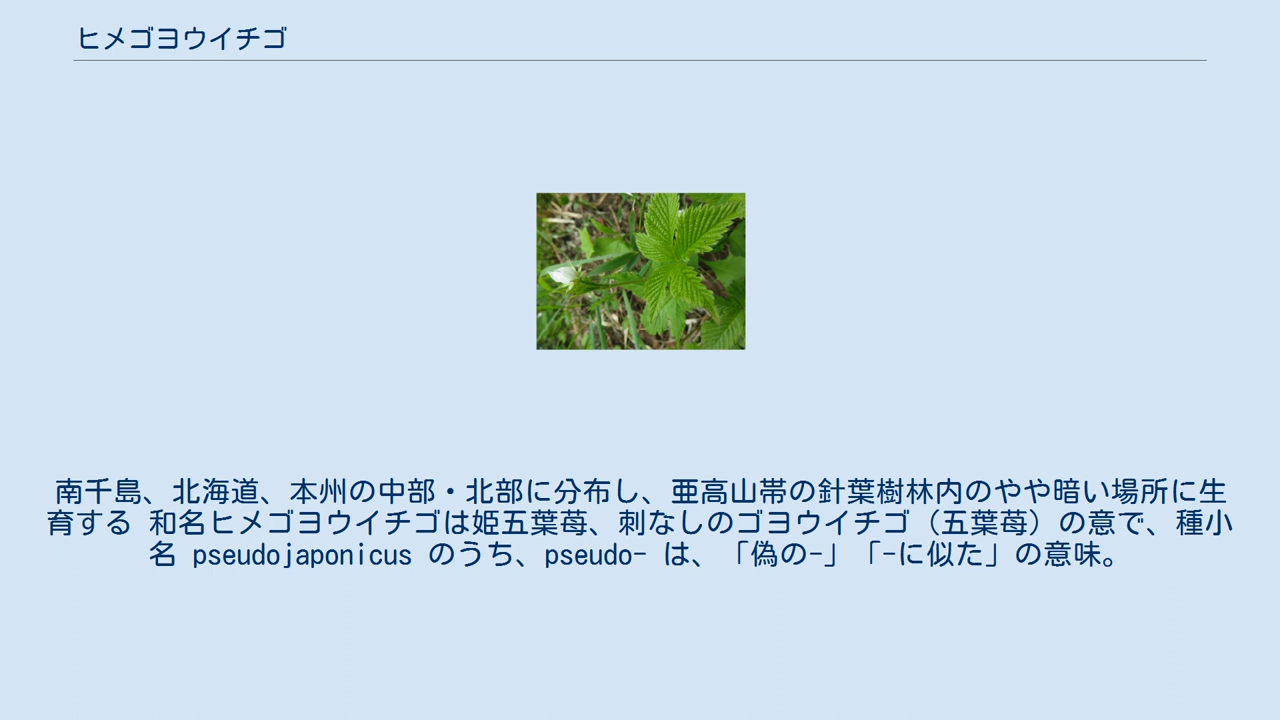 ヒメゴヨウイチゴ
南千島、北海道、本州の中部・北部に分布し、亜高山帯の針葉樹林内のやや暗い場所に生
育する 和名ヒメゴヨウイチゴは姫五葉苺、刺なしのゴヨウイチゴ（五葉苺）の意で、種小
名 pseudojaponicus のうち、pseudo- は、「偽の-」「-に似た」の意味。